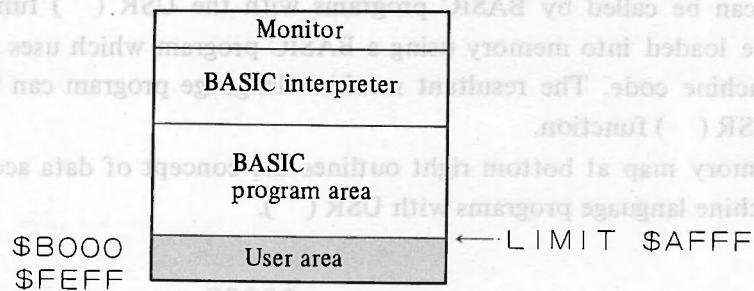 Monitor
BASIC interpreter
BASIC
program area
$B000
←LIMIT $AFFF
User area
$FEFF